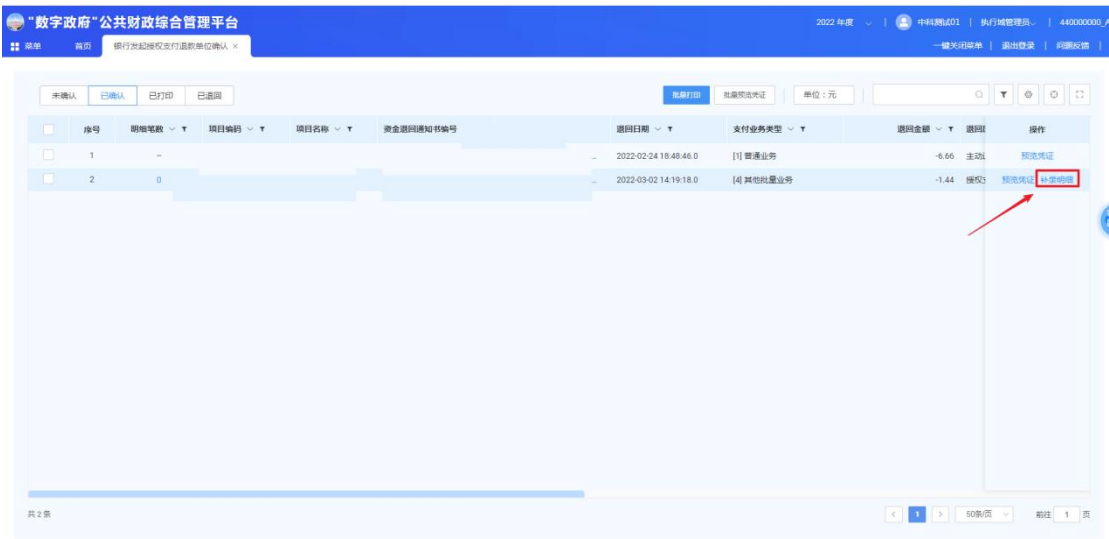 "数字政府"公共财政综合管理平台
2022 年度 | 中科测试01 | 执行城管理员 | 440000000_A
菜单 首页 银行发起授权支付退款单位确认 ×
一键关闭菜单 | 退出登录 | 问题反馈 |
未确认 已确认 已打印 已退回 批量打印 批量预览凭证 单位：元
序号 明细笔数 项目编码 项目名称 资金退回通知书编号 退回日期 支付业务类型 退回金额 操作
1 – ... 2022-02-24 18:48:46.0 [1] 普通业务 -6.66 预览凭证
2 0 ... 2022-03-02 14:19:18.0 [4] 其他批量业务 -1.44 预览凭证 补录明细
共 2 条 < 1 > 50条/页 前往 1 页